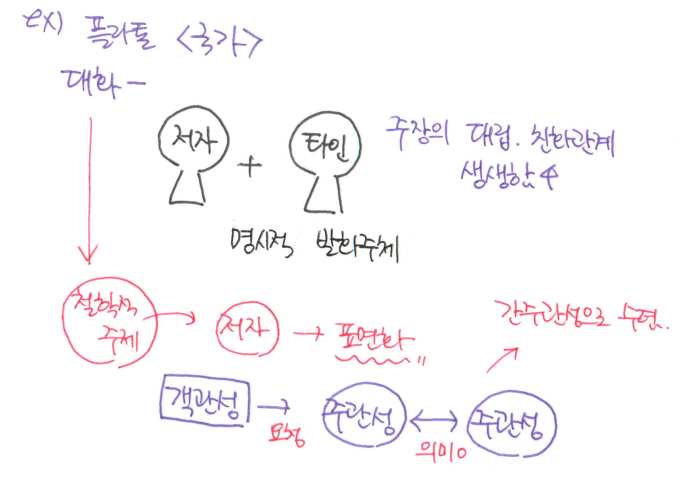 ex) 플라톤 <국가>
대화 –
저자 + 타인
주장의 대립. 친화관계
생생함↑
명시적 발화주체
철학적
주제
→ 저자 → 표면화
간주관성으로 수렴.
객관성 → 주관성 ↔ 주관성
요청
의미O